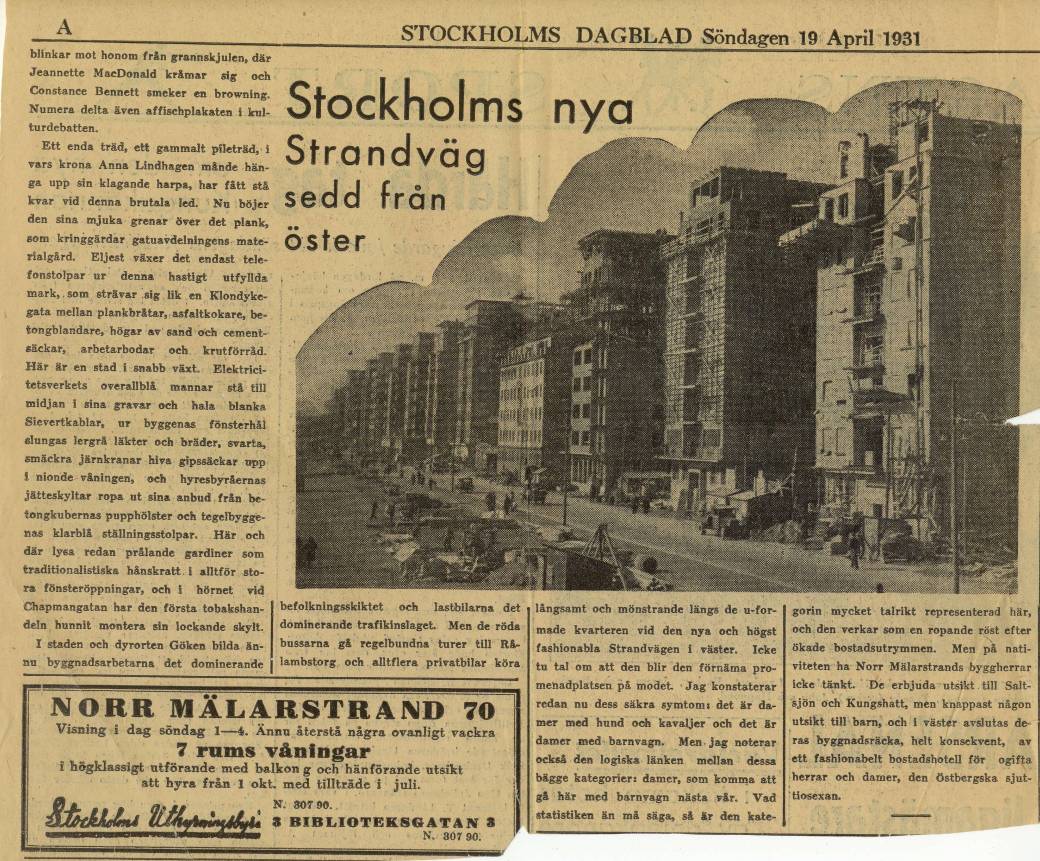 A
STOCKHOLMS DAGBLAD Söndagen 19 April 1931
blinkar mot honom från grannskjulen, där
Jeannette MacDonald kråmar sig och
Constance Bennett smeker en browning.
Numera delta även affischplakaten i kul-
turdebatten.
Ett enda träd, ett gammalt pileträd, i
vars krona Anna Lindhagen månde hän-
ga upp sin klagande harpa, har fått stå
kvar vid denna brutala led. Nu böjer
den sina mjuka grenar över det plank,
som kringgärdar gatuavdelningens mate-
rialgård. Eljest växer det endast tele-
fonstolpar ur denna hastigt utfyllda
mark, som strävar sig lik en Klondyke-
gata mellan plankbråtar, asfaltkokare, be-
tongblandare, högar av sand och cement-
säckar, arbetarbodar och krutförråd.
Här är en stad i snabb växt. Elektrici-
tetsverkets overallblå mannar stå till
midjan i sina gravar och hala blanka
Sievertkablar, ur byggenas fönsterhål
slungas lergrå läkter och bräder, svarta,
smäckra järnkranar hiva gipssäckar upp
i nionde våningen, och hyresbyråernas
jätteskyltar ropa ut sina anbud från be-
tongkubernas pupphölster och tegelbygge-
nas klarblå ställningsstolpar. Här och
där lysa redan prålande gardiner som
traditionalistiska hånskratt i alltför sto-
ra fönsteröppningar, och i hörnet vid
Chapmangatan har den första tobakshan-
deln hunnit montera sin lockande skylt.
I staden och dyrorten Göken bilda än-
nu byggnadsarbetarna det dominerande
Stockholms nya
Strandväg
sedd från
öster
befolkningsskiktet och lastbilarna det
dominerande trafikinslaget. Men de röda
bussarna gå regelbundna turer till Rå-
lambstorg och alltflera privatbilar köra
långsamt och mönstrande längs de u-for-
made kvarteren vid den nya och högst
fashionabla Strandvägen i väster. Icke
tu tal om att den blir den förnäma pro-
menadplatsen på modet. Jag konstaterar
redan nu dess säkra symtom: det är da-
mer med hund och kavaljer och det är
damer med barnvagn. Men jag noterar
också den logiska länken mellan dessa
bägge kategorier: damer, som komma att
gå här med barnvagn nästa vår. Vad
statistiken än må säga, så är den kate-
gorin mycket talrikt representerad här,
och den verkar som en ropande röst efter
ökade bostadsutrymmen. Men på nati-
viteten ha Norr Mälarstrands byggherrar
icke tänkt. De erbjuda utsikt till Salt-
sjön och Kungshatt, men knappast någon
utsikt till barn, och i väster avslutas de-
ras byggnadsräcka, helt konsekvent, av
ett fashionabelt bostadshotell för ogifta
herrar och damer, den Östbergska sjut-
tiosexan.
NORR MÄLARSTRAND 70
Visning i dag söndag 1—4. Ännu återstå några ovanligt vackra
7 rums våningar
i högklassigt utförande med balkong och hänförande utsikt
att hyra från 1 okt. med tillträde i juli.
Stockholms Uthyrningsbyrå
N. 307 90.
3 BIBLIOTEKSGATAN 3
N. 307 90.